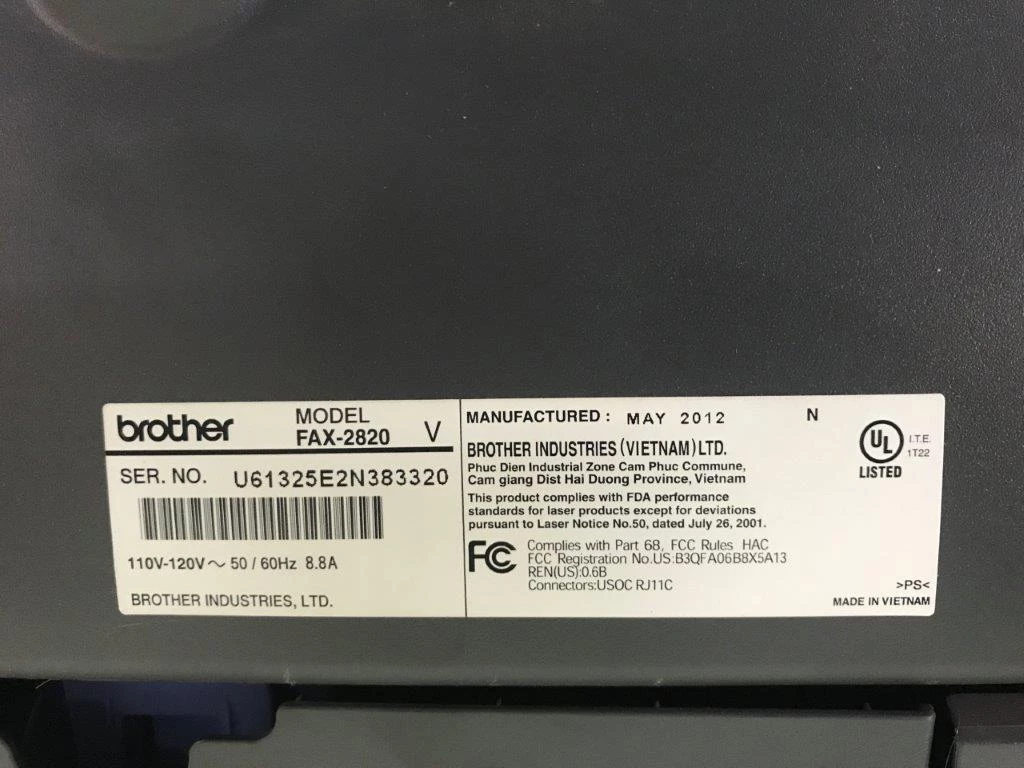 brother
MODEL
FAX-2820
V
SER. NO. U61325E2N383320
110V-120V～ 50 / 60Hz 8.8A
BROTHER INDUSTRIES, LTD.
MANUFACTURED : MAY 2012 N
BROTHER INDUSTRIES (VIETNAM) LTD.
Phuc Dien Industrial Zone Cam Phuc Commune,
Cam giang Dist Hai Duong Province, Vietnam
This product complies with FDA performance
standards for laser products except for deviations
pursuant to Laser Notice No.50, dated July 26, 2001.
FC
Complies with Part 68, FCC Rules HAC
FCC Registration No.US:B3QFA06B8X5A13
REN(US):0.6B
Connectors:USOC RJ11C
UL
LISTED
I.T.E.
1T22
>PS<
MADE IN VIETNAM